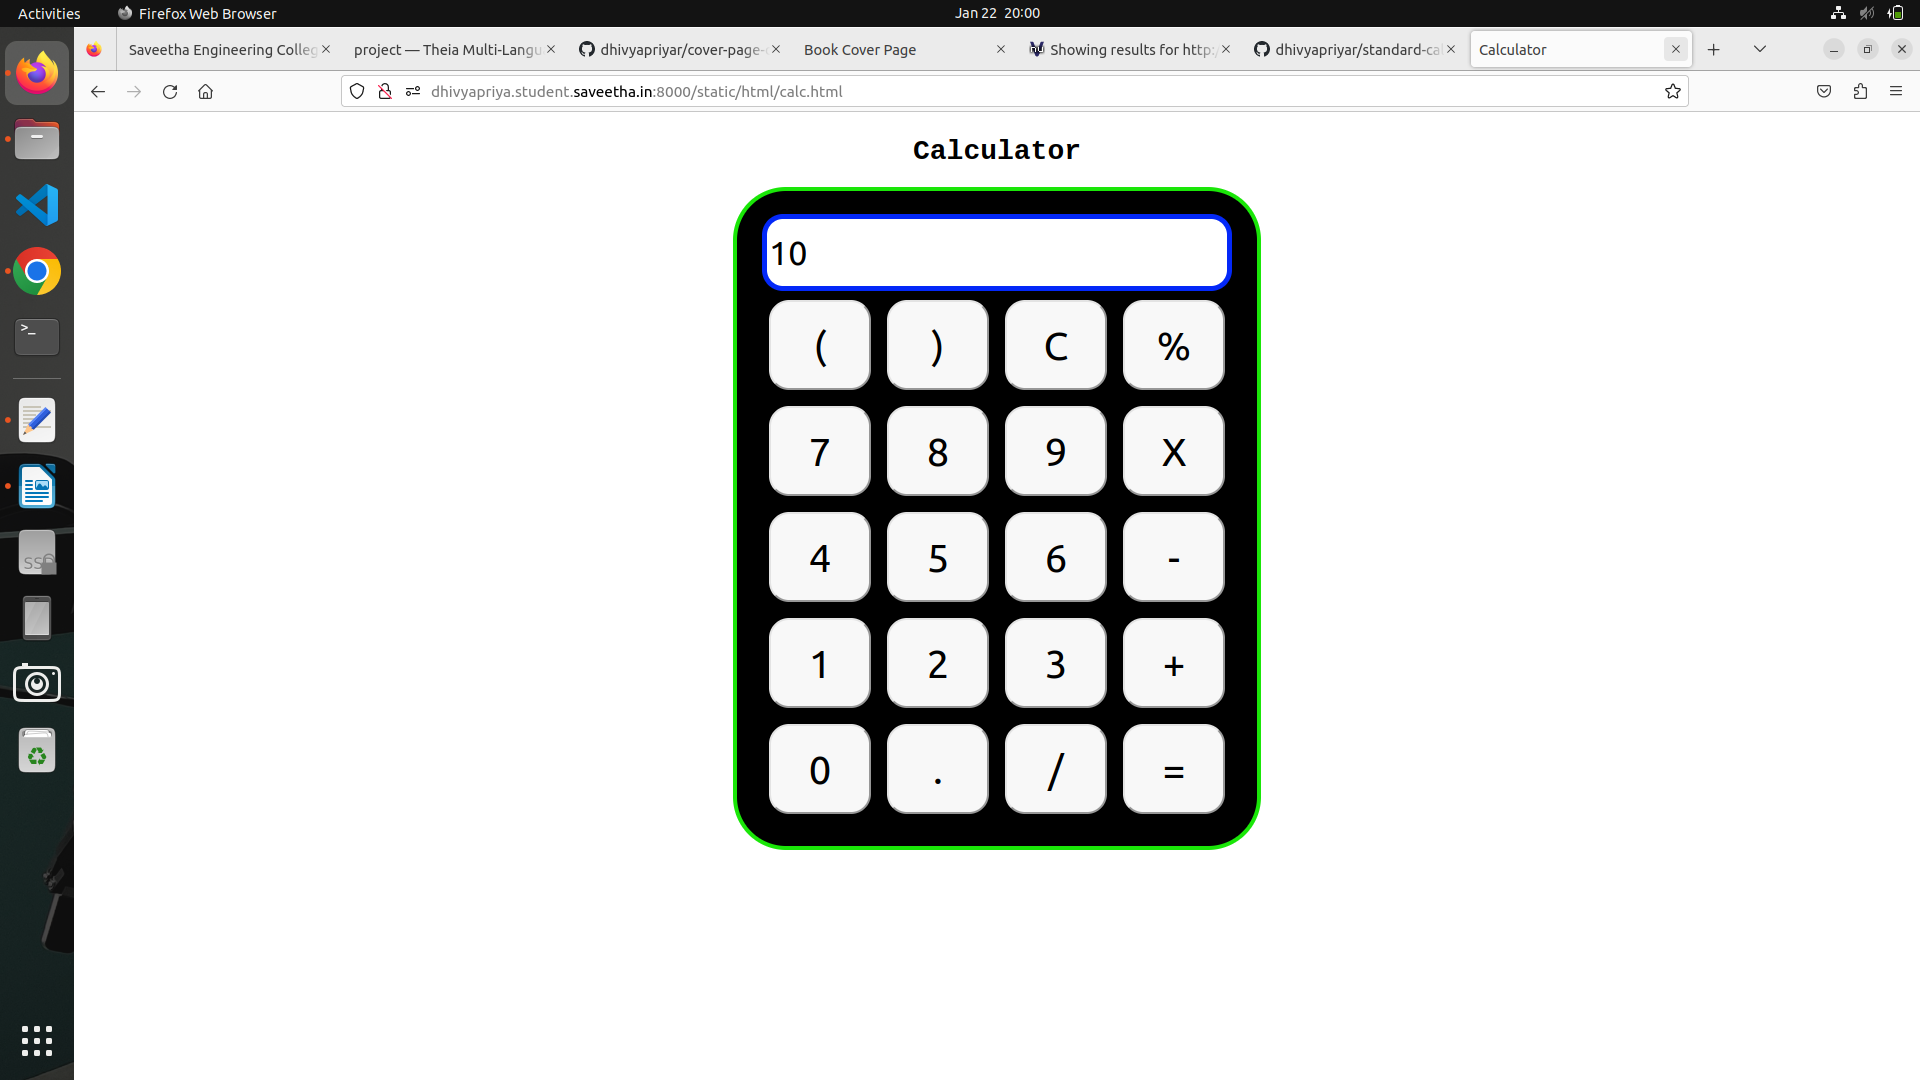 Activities Firefox Web Browser Jan 22 20:00
Saveetha Engineering Colleg project — Theia Multi-Langu dhivyapriyar/cover-page- Book Cover Page Showing results for http:/ dhivyapriyar/standard-cal Calculator
dhivyapriya.student.saveetha.in:8000/static/html/calc.html
Calculator
10
( ) C %
7 8 9 X
4 5 6 -
1 2 3 +
0 . / =
>_
SSD